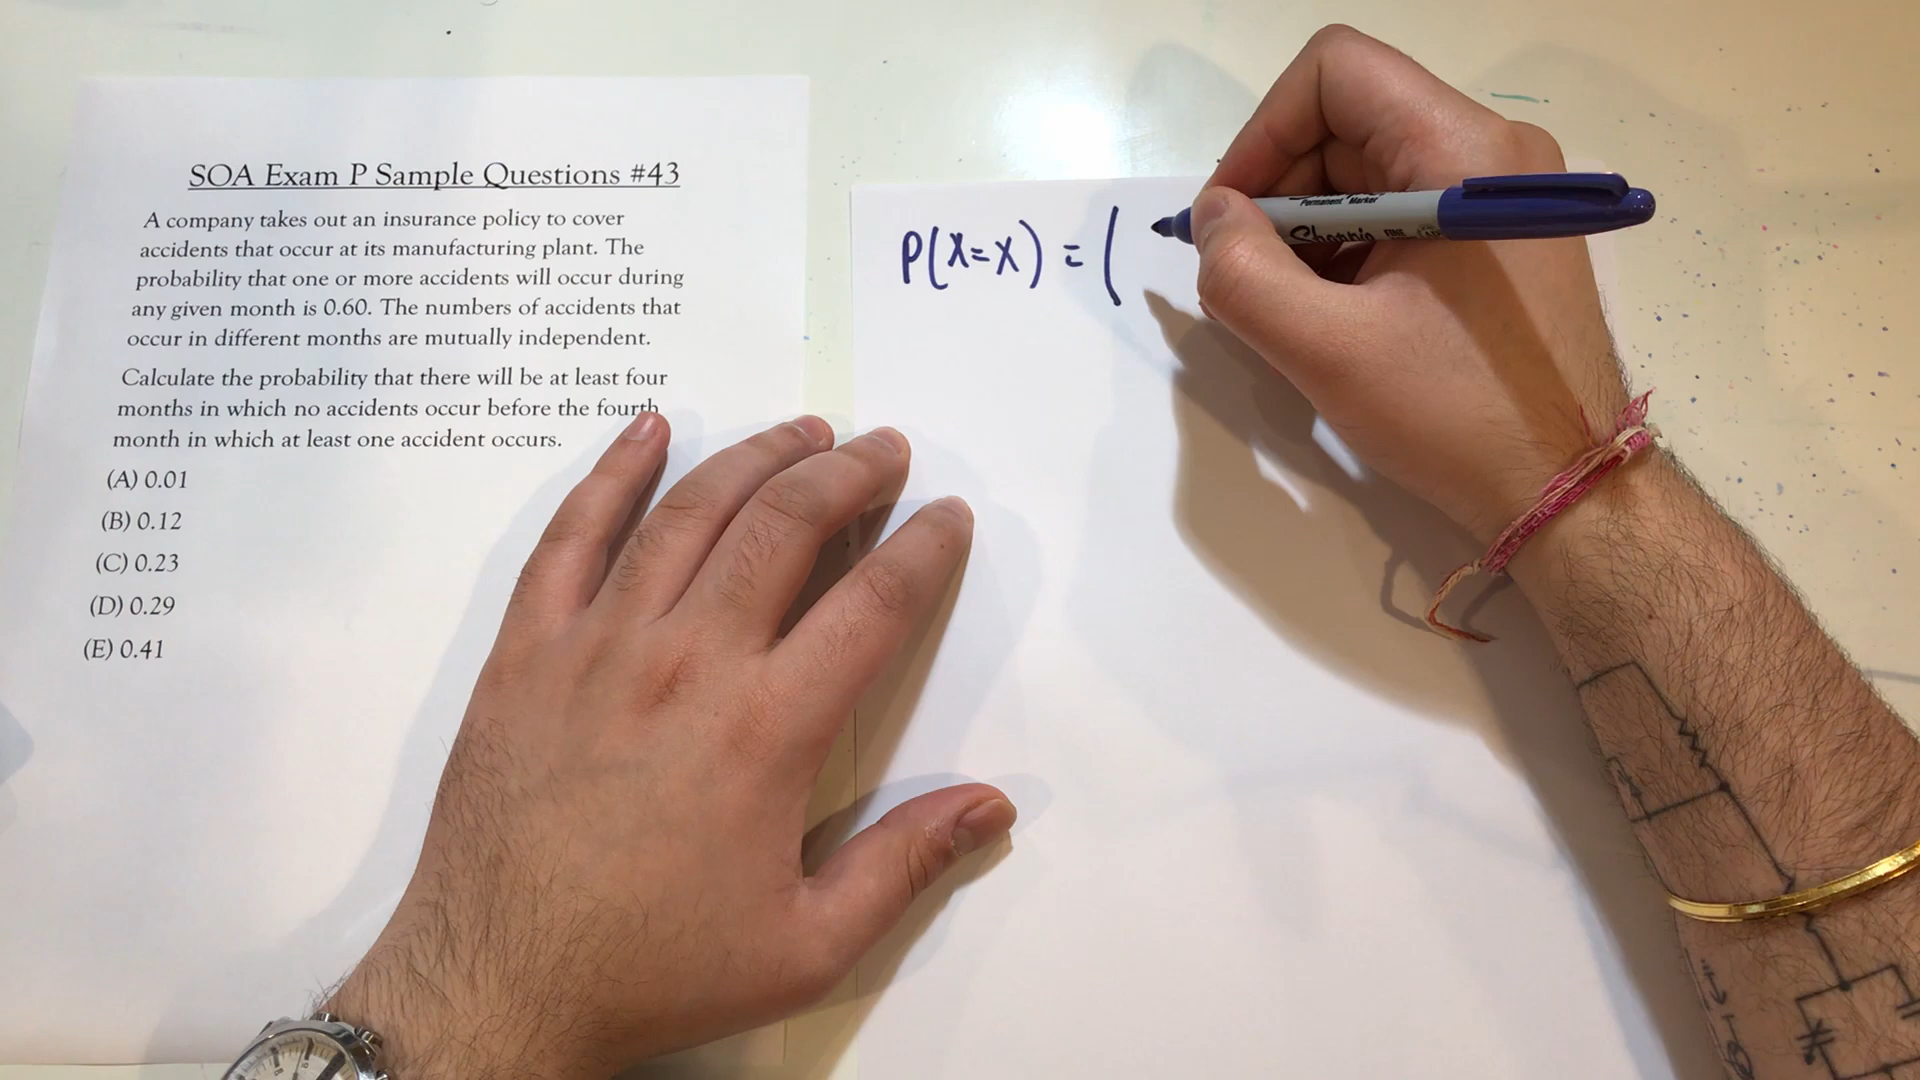 SOA Exam P Sample Questions #43
A company takes out an insurance policy to cover
accidents that occur at its manufacturing plant. The
probability that one or more accidents will occur during
any given month is 0.60. The numbers of accidents that
occur in different months are mutually independent.
Calculate the probability that there will be at least four
months in which no accidents occur before the fourth
month in which at least one accident occurs.
(A) 0.01
(B) 0.12
(C) 0.23
(D) 0.29
(E) 0.41
P(X=x) = (
Permanent Marker
Sharpie FINE